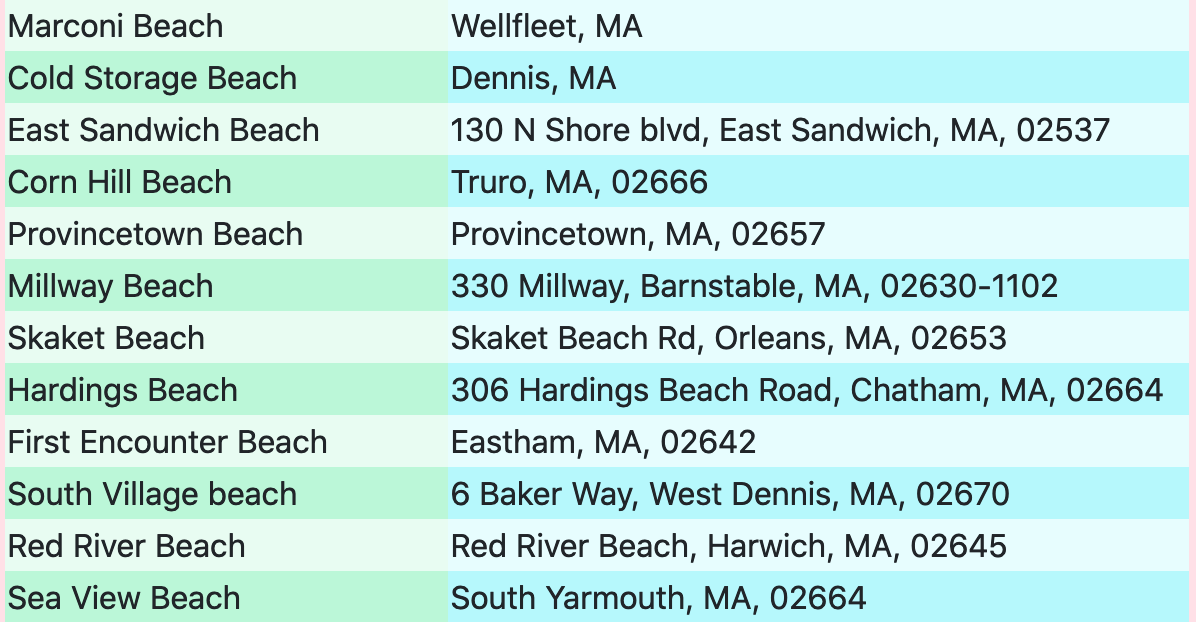 Marconi Beach Wellfleet, MA
Cold Storage Beach Dennis, MA
East Sandwich Beach 130 N Shore blvd, East Sandwich, MA, 02537
Corn Hill Beach Truro, MA, 02666
Provincetown Beach Provincetown, MA, 02657
Millway Beach 330 Millway, Barnstable, MA, 02630-1102
Skaket Beach Skaket Beach Rd, Orleans, MA, 02653
Hardings Beach 306 Hardings Beach Road, Chatham, MA, 02664
First Encounter Beach Eastham, MA, 02642
South Village beach 6 Baker Way, West Dennis, MA, 02670
Red River Beach Red River Beach, Harwich, MA, 02645
Sea View Beach South Yarmouth, MA, 02664